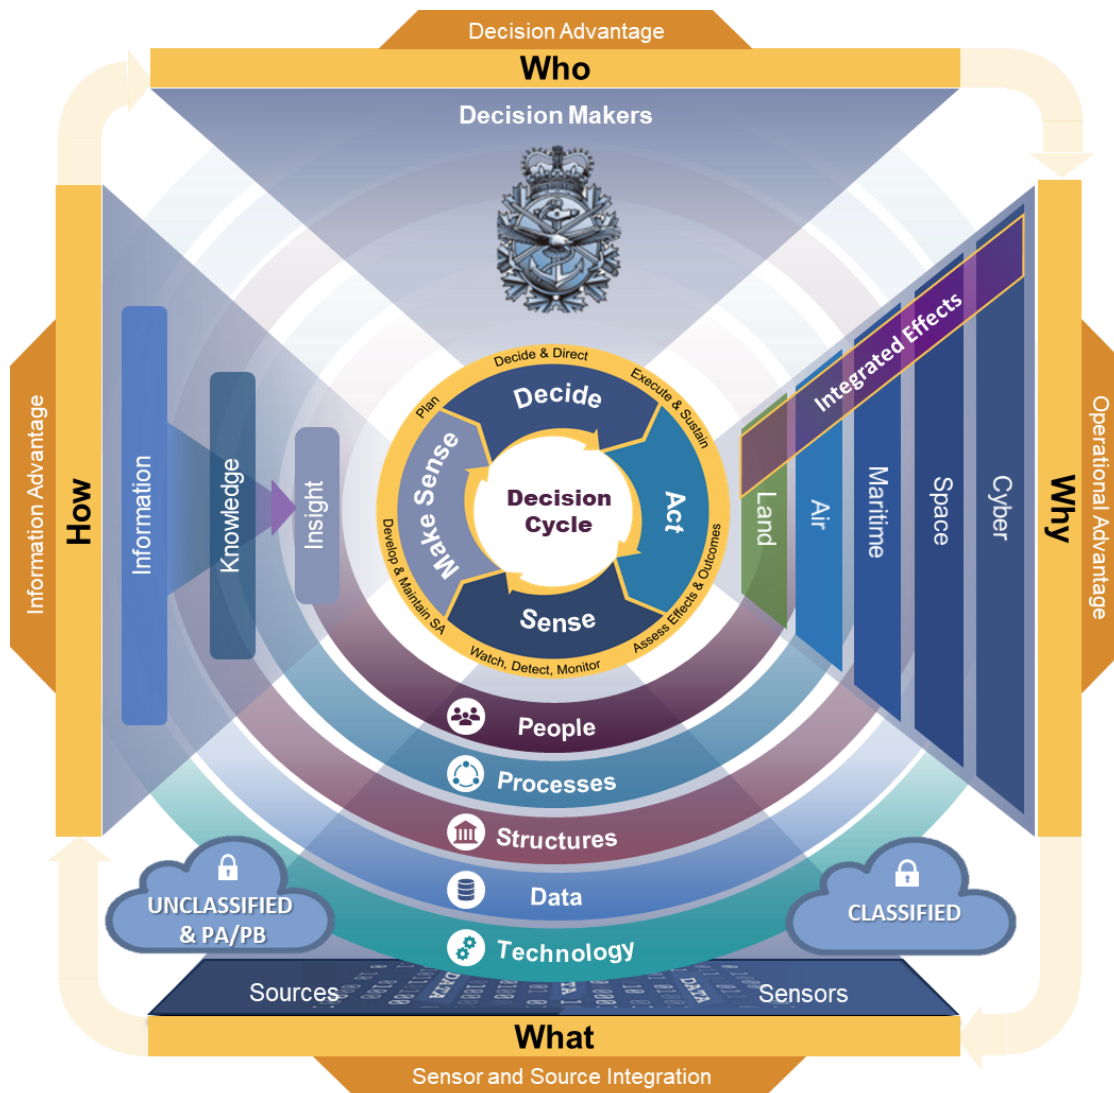 Decision Advantage
Who
Decision Makers
Information Advantage
How
Information
Knowledge
Insight
Decide & Direct
Execute & Sustain
Assess Effects & Outcomes
Watch, Detect, Monitor
Develop & Maintain SA
Plan
Decide
Act
Sense
Make Sense
Decision
Cycle
Integrated Effects
Land
Air
Maritime
Space
Cyber
Why
Operational Advantage
People
Processes
Structures
Data
Technology
UNCLASSIFIED
& PA/PB
CLASSIFIED
Sources
DATA
DATA
DATA
Sensors
What
Sensor and Source Integration